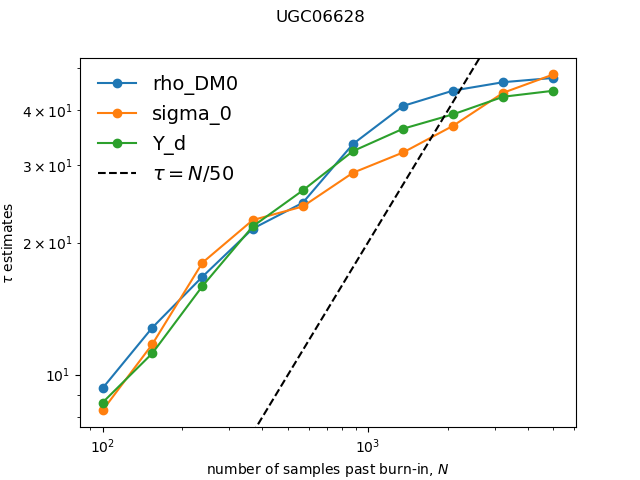 UGC06628
rho_DM0
sigma_0
Y_d
τ = N/50
4 × 10¹
3 × 10¹
2 × 10¹
10¹
τ estimates
10² 10³
number of samples past burn-in, N